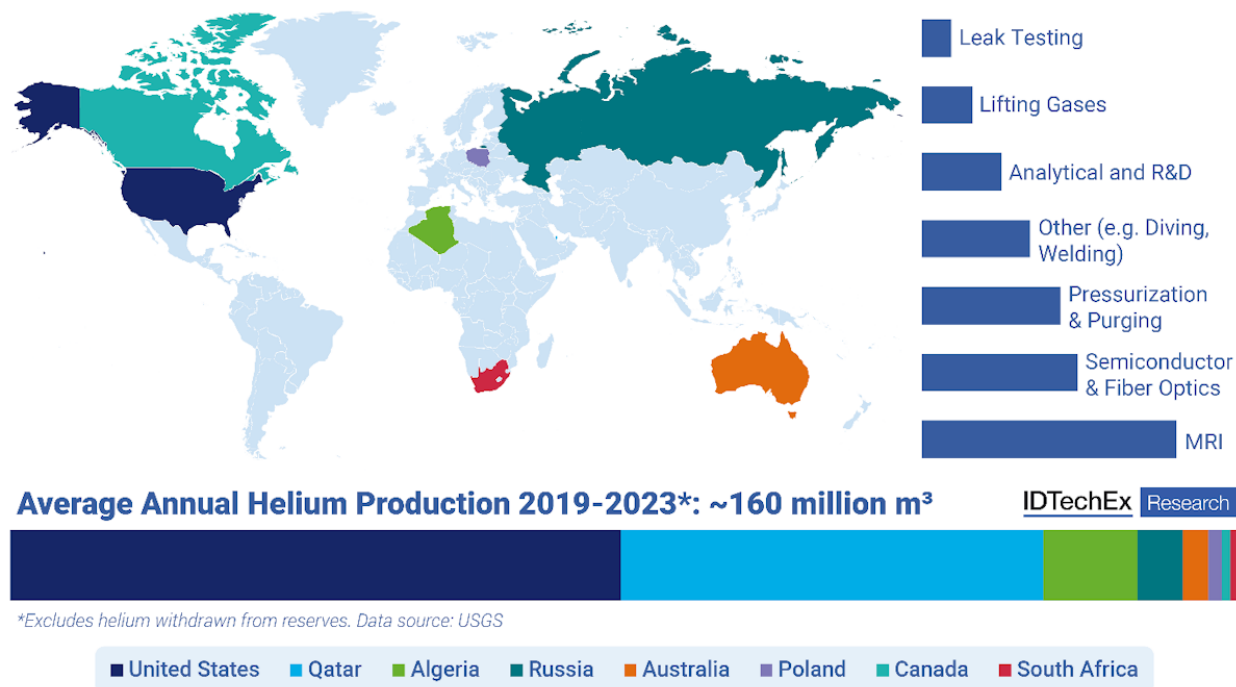 Leak Testing
Lifting Gases
Analytical and R&D
Other (e.g. Diving,
Welding)
Pressurization
& Purging
Semiconductor
& Fiber Optics
MRI
Average Annual Helium Production 2019-2023*: ~160 million m³
IDTechEx Research
*Excludes helium withdrawn from reserves. Data source: USGS
United States Qatar Algeria Russia Australia Poland Canada South Africa